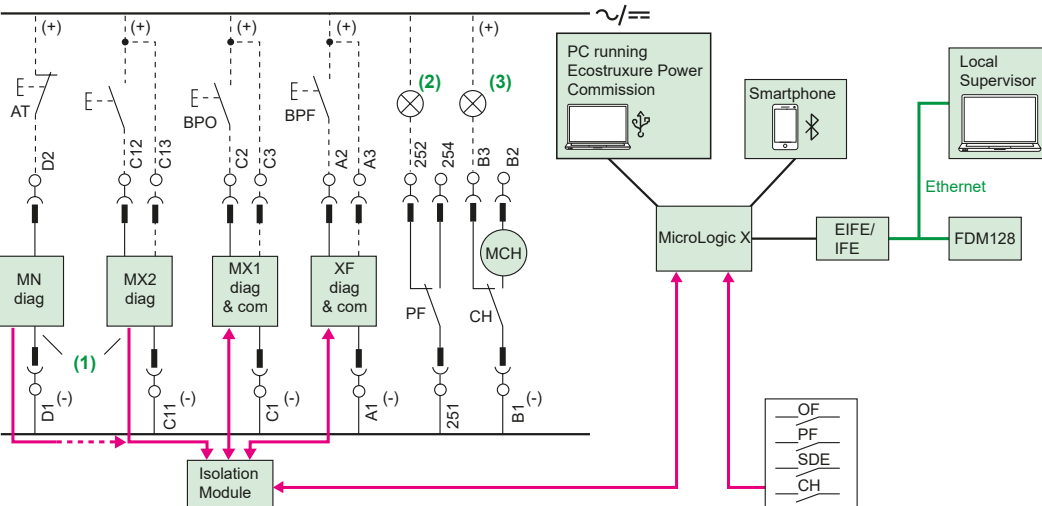 (+)
(+)
(+)
(+)
(+)
AT
BPO
BPF
(2)
(3)
D2
C12
C13
C2
C3
A2
A3
252
254
B3
B2
MN
diag
MX2
diag
MX1
diag
& com
XF
diag
& com
PF
CH
MCH
(1)
D1
(-)
C11
(-)
C1
(-)
A1
(-)
251
B1
(-)
Isolation
Module
PC running
Ecostruxure Power
Commission
Smartphone
Local
Supervisor
Ethernet
MicroLogic X
EIFE/
IFE
FDM128
OF
PF
SDE
CH